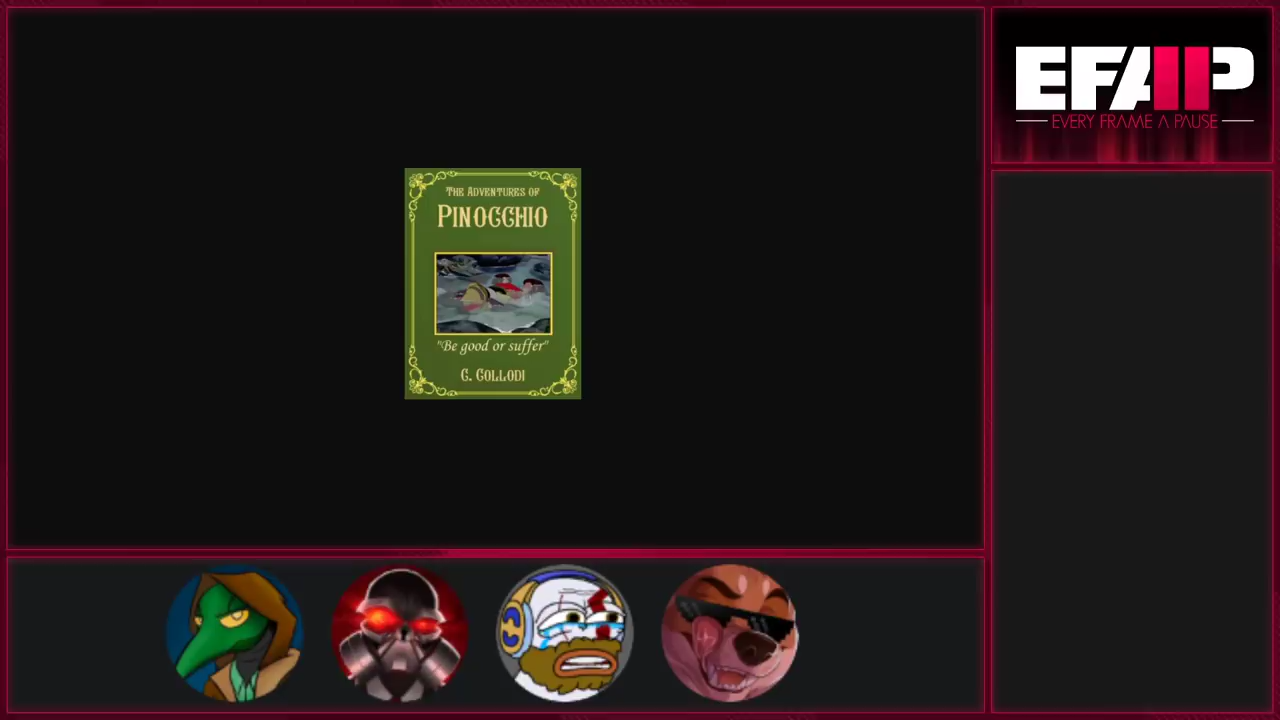 THE ADVENTURES OF
PINOCCHIO
"Be good or suffer"
C. COLLODI
EFAP
EVERY FRAME A PAUSE